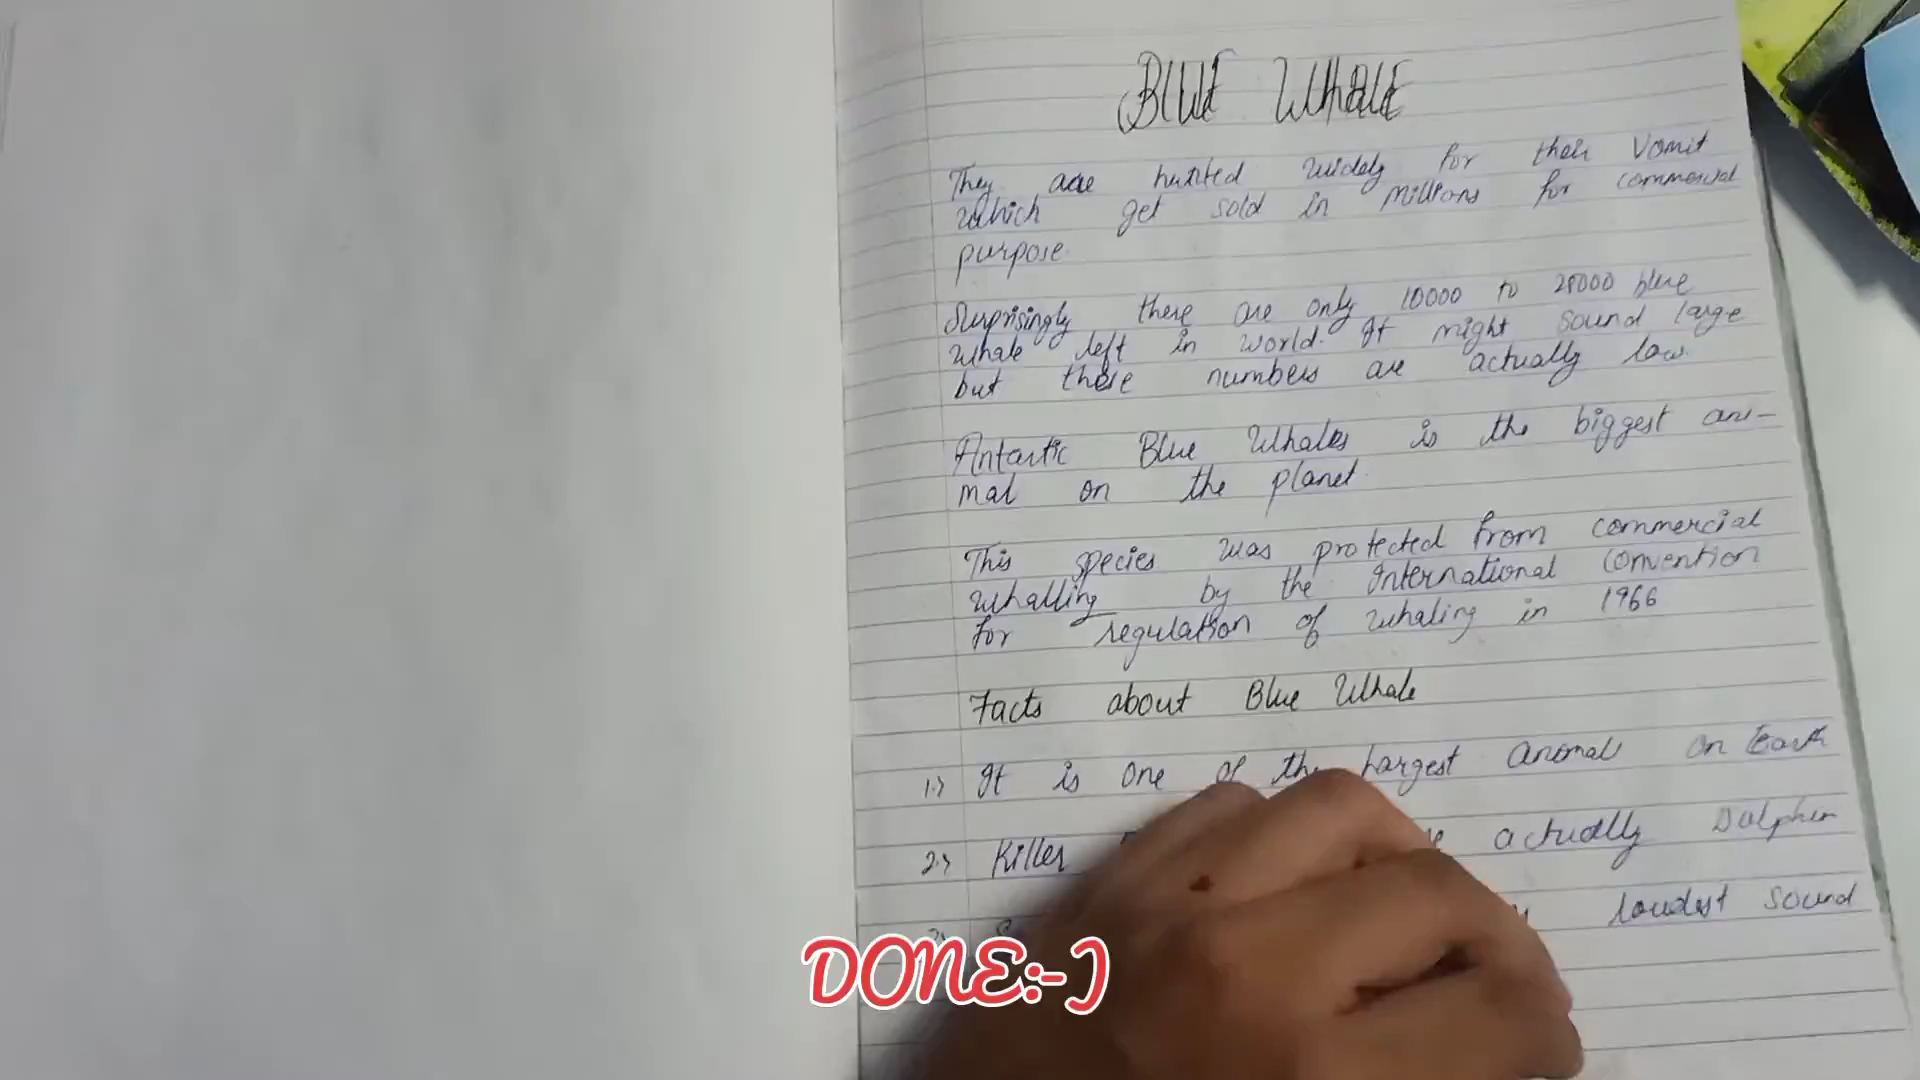 BLUE WHALE
They are hunted widely for their Vomit
which get sold in millions for commercial
purpose.
Surprisingly there are only 10000 to 28000 blue
whale left in world. It might sound large
but these numbers are actually low.
Antartic Blue Whales is the biggest ani-
mal on the planet.
This species was protected from commercial
Whalling by the International Convention
for regulation of whaling in 1966
Facts about Blue Whale
1.) It is one of the largest animal on Earth
2.) Killer actually Dolphin
loudest sound
DONE:-)